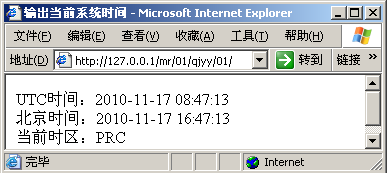 输出当前系统时间 - Microsoft Internet Explorer
文件(F) 编辑(E) 查看(V) 收藏(A) 工具(T) 帮助(H)
地址(D) http://127.0.0.1/mr/01/qjyy/01/ 转到 链接 »
UTC时间：2010-11-17 08:47:13
北京时间：2010-11-17 16:47:13
当前时区：PRC
完毕 Internet